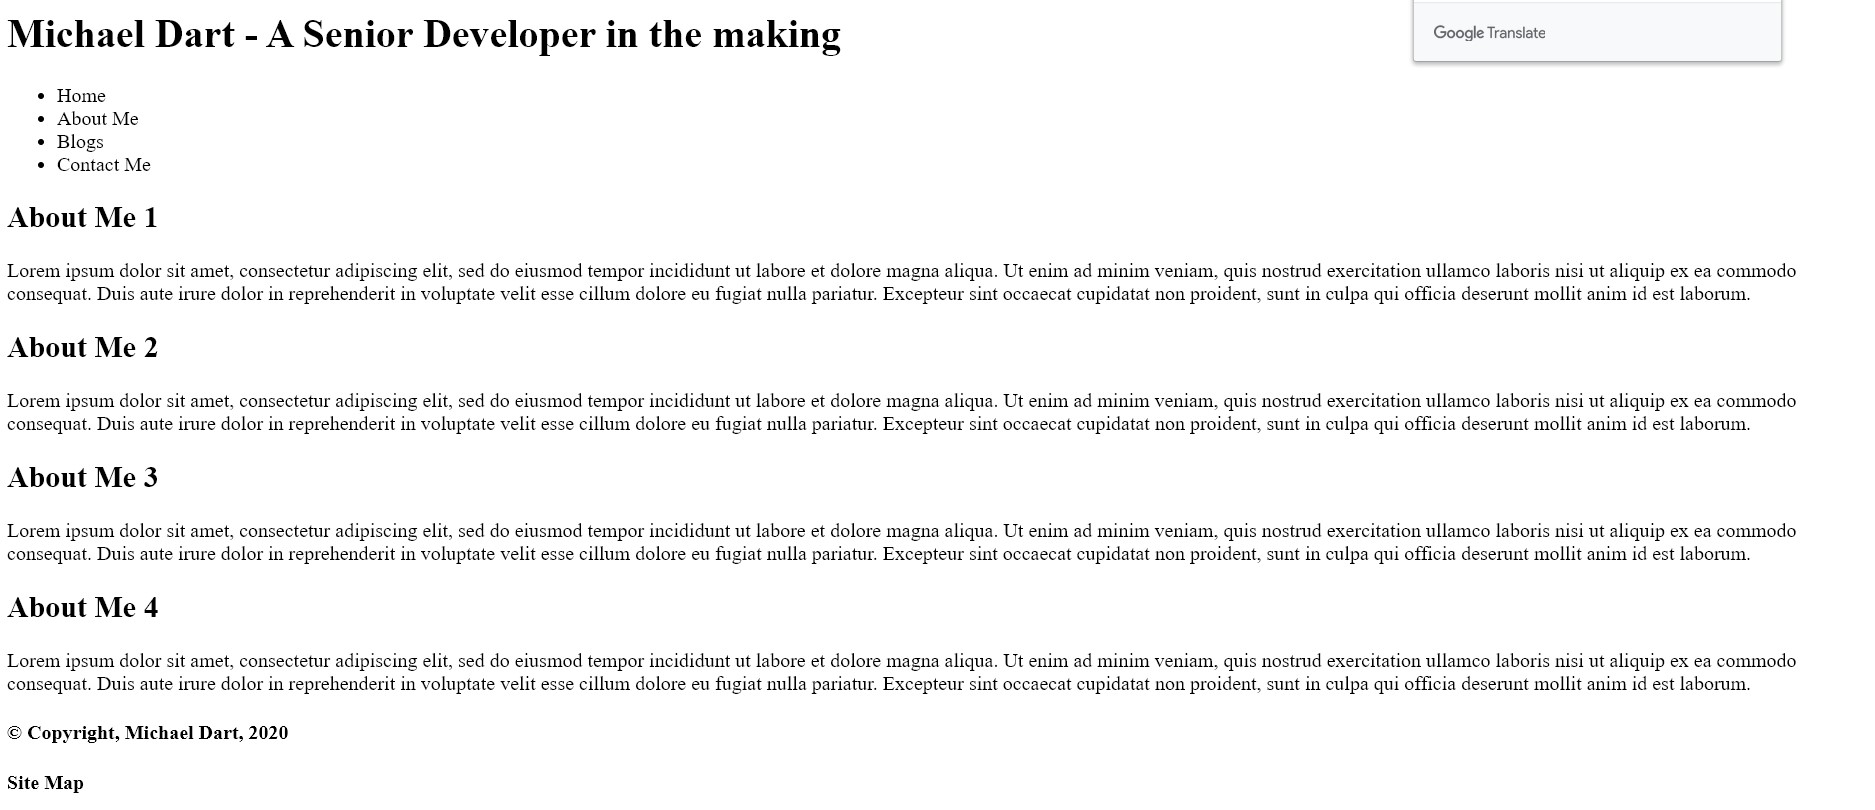 Michael Dart - A Senior Developer in the making
Google Translate
Home
About Me
Blogs
Contact Me
About Me 1
Lorem ipsum dolor sit amet, consectetur adipiscing elit, sed do eiusmod tempor incididunt ut labore et dolore magna aliqua. Ut enim ad minim veniam, quis nostrud exercitation ullamco laboris nisi ut aliquip ex ea commodo
consequat. Duis aute irure dolor in reprehenderit in voluptate velit esse cillum dolore eu fugiat nulla pariatur. Excepteur sint occaecat cupidatat non proident, sunt in culpa qui officia deserunt mollit anim id est laborum.
About Me 2
Lorem ipsum dolor sit amet, consectetur adipiscing elit, sed do eiusmod tempor incididunt ut labore et dolore magna aliqua. Ut enim ad minim veniam, quis nostrud exercitation ullamco laboris nisi ut aliquip ex ea commodo
consequat. Duis aute irure dolor in reprehenderit in voluptate velit esse cillum dolore eu fugiat nulla pariatur. Excepteur sint occaecat cupidatat non proident, sunt in culpa qui officia deserunt mollit anim id est laborum.
About Me 3
Lorem ipsum dolor sit amet, consectetur adipiscing elit, sed do eiusmod tempor incididunt ut labore et dolore magna aliqua. Ut enim ad minim veniam, quis nostrud exercitation ullamco laboris nisi ut aliquip ex ea commodo
consequat. Duis aute irure dolor in reprehenderit in voluptate velit esse cillum dolore eu fugiat nulla pariatur. Excepteur sint occaecat cupidatat non proident, sunt in culpa qui officia deserunt mollit anim id est laborum.
About Me 4
Lorem ipsum dolor sit amet, consectetur adipiscing elit, sed do eiusmod tempor incididunt ut labore et dolore magna aliqua. Ut enim ad minim veniam, quis nostrud exercitation ullamco laboris nisi ut aliquip ex ea commodo
consequat. Duis aute irure dolor in reprehenderit in voluptate velit esse cillum dolore eu fugiat nulla pariatur. Excepteur sint occaecat cupidatat non proident, sunt in culpa qui officia deserunt mollit anim id est laborum.
© Copyright, Michael Dart, 2020
Site Map